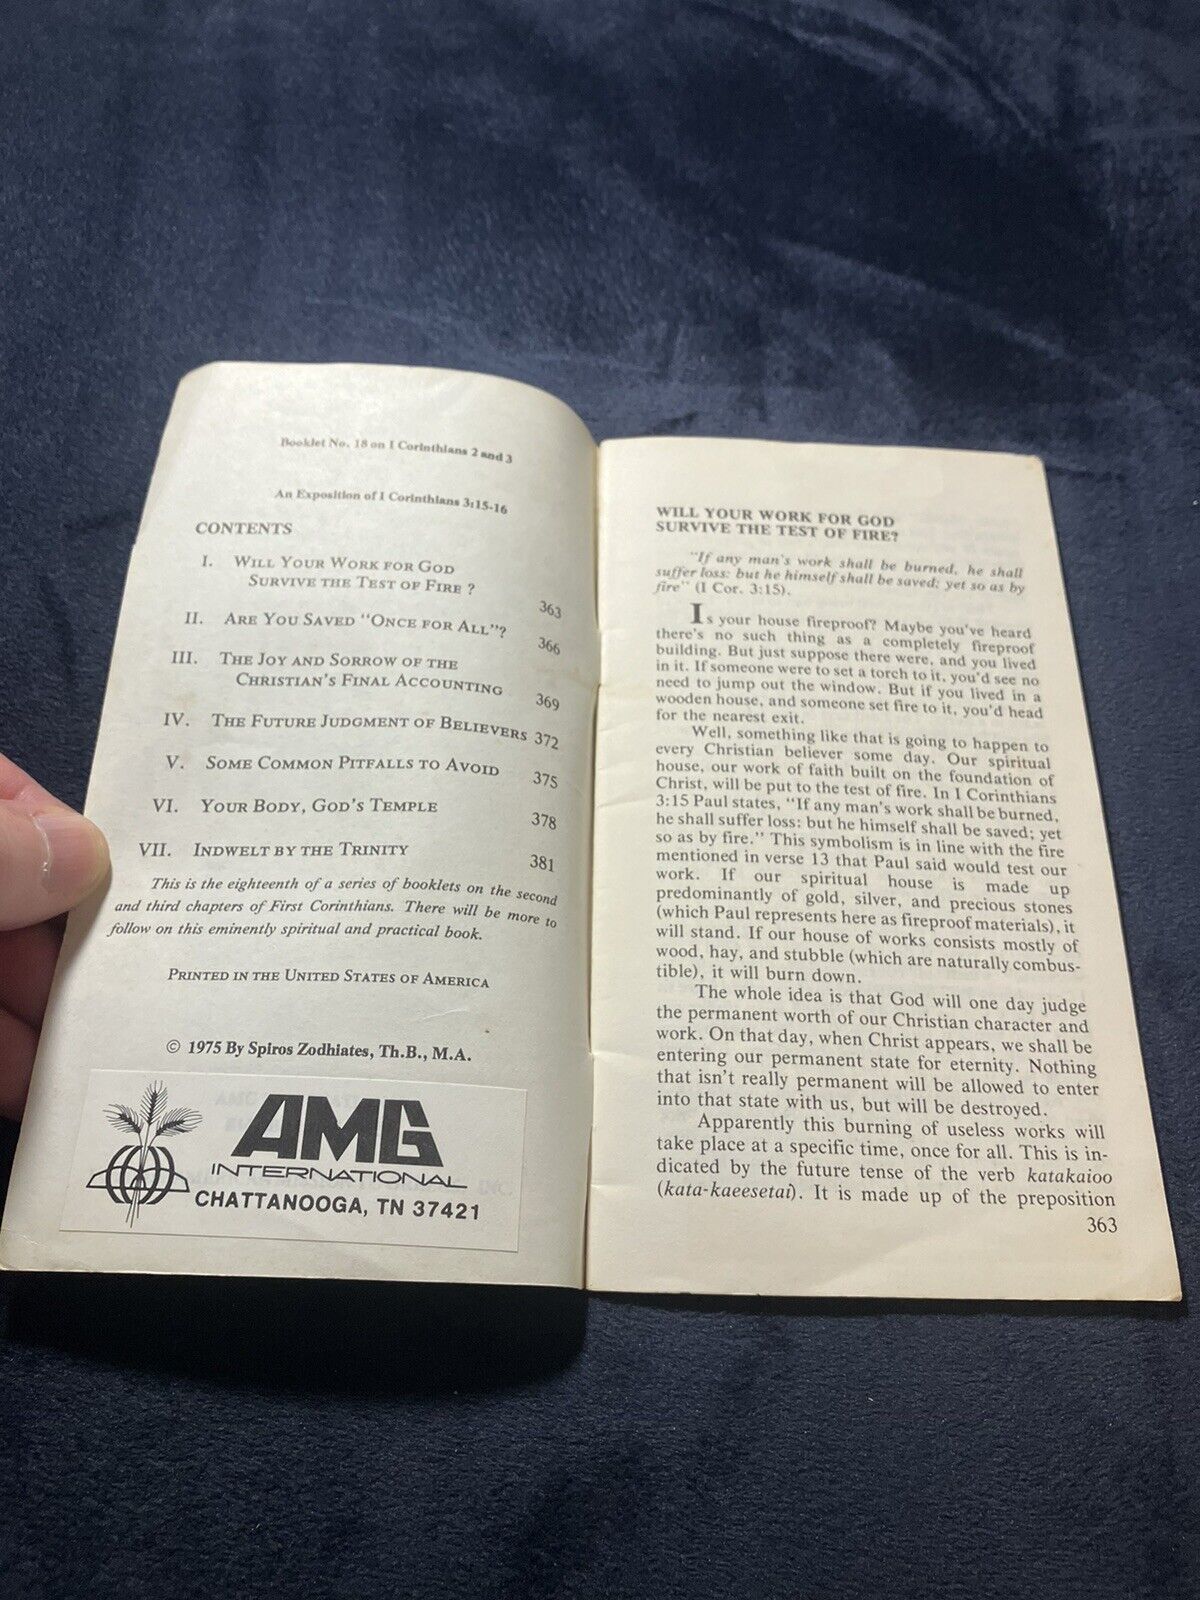 Booklet No. 18 on I Corinthians 2 and 3
An Exposition of I Corinthians 3:15-16
CONTENTS
I. WILL YOUR WORK FOR GOD
SURVIVE THE TEST OF FIRE ? 363
II. ARE YOU SAVED "ONCE FOR ALL"? 366
III. THE JOY AND SORROW OF THE
CHRISTIAN'S FINAL ACCOUNTING 369
IV. THE FUTURE JUDGMENT OF BELIEVERS 372
V. SOME COMMON PITFALLS TO AVOID 375
VI. YOUR BODY, GOD'S TEMPLE 378
VII. INDWELT BY THE TRINITY 381
This is the eighteenth of a series of booklets on the second
and third chapters of First Corinthians. There will be more to
follow on this eminently spiritual and practical book.
PRINTED IN THE UNITED STATES OF AMERICA
© 1975 By Spiros Zodhiates, Th.B., M.A.
AMG
INTERNATIONAL
CHATTANOOGA, TN 37421
WILL YOUR WORK FOR GOD
SURVIVE THE TEST OF FIRE?
"If any man's work shall be burned, he shall
suffer loss: but he himself shall be saved; yet so as by
fire" (I Cor. 3:15).
Is your house fireproof? Maybe you've heard
there's no such thing as a completely fireproof
building. But just suppose there were, and you lived
in it. If someone were to set a torch to it, you'd see no
need to jump out the window. But if you lived in a
wooden house, and someone set fire to it, you'd head
for the nearest exit.
Well, something like that is going to happen to
every Christian believer some day. Our spiritual
house, our work of faith built on the foundation of
Christ, will be put to the test of fire. In I Corinthians
3:15 Paul states, "If any man's work shall be burned,
he shall suffer loss: but he himself shall be saved; yet
so as by fire." This symbolism is in line with the fire
mentioned in verse 13 that Paul said would test our
work. If our spiritual house is made up
predominantly of gold, silver, and precious stones
(which Paul represents here as fireproof materials), it
will stand. If our house of works consists mostly of
wood, hay, and stubble (which are naturally combus-
tible), it will burn down.
The whole idea is that God will one day judge
the permanent worth of our Christian character and
work. On that day, when Christ appears, we shall be
entering our permanent state for eternity. Nothing
that isn't really permanent will be allowed to enter
into that state with us, but will be destroyed.
Apparently this burning of useless works will
take place at a specific time, once for all. This is in-
dicated by the future tense of the verb katakaioo
(kata-kaeesetai). It is made up of the preposition
363